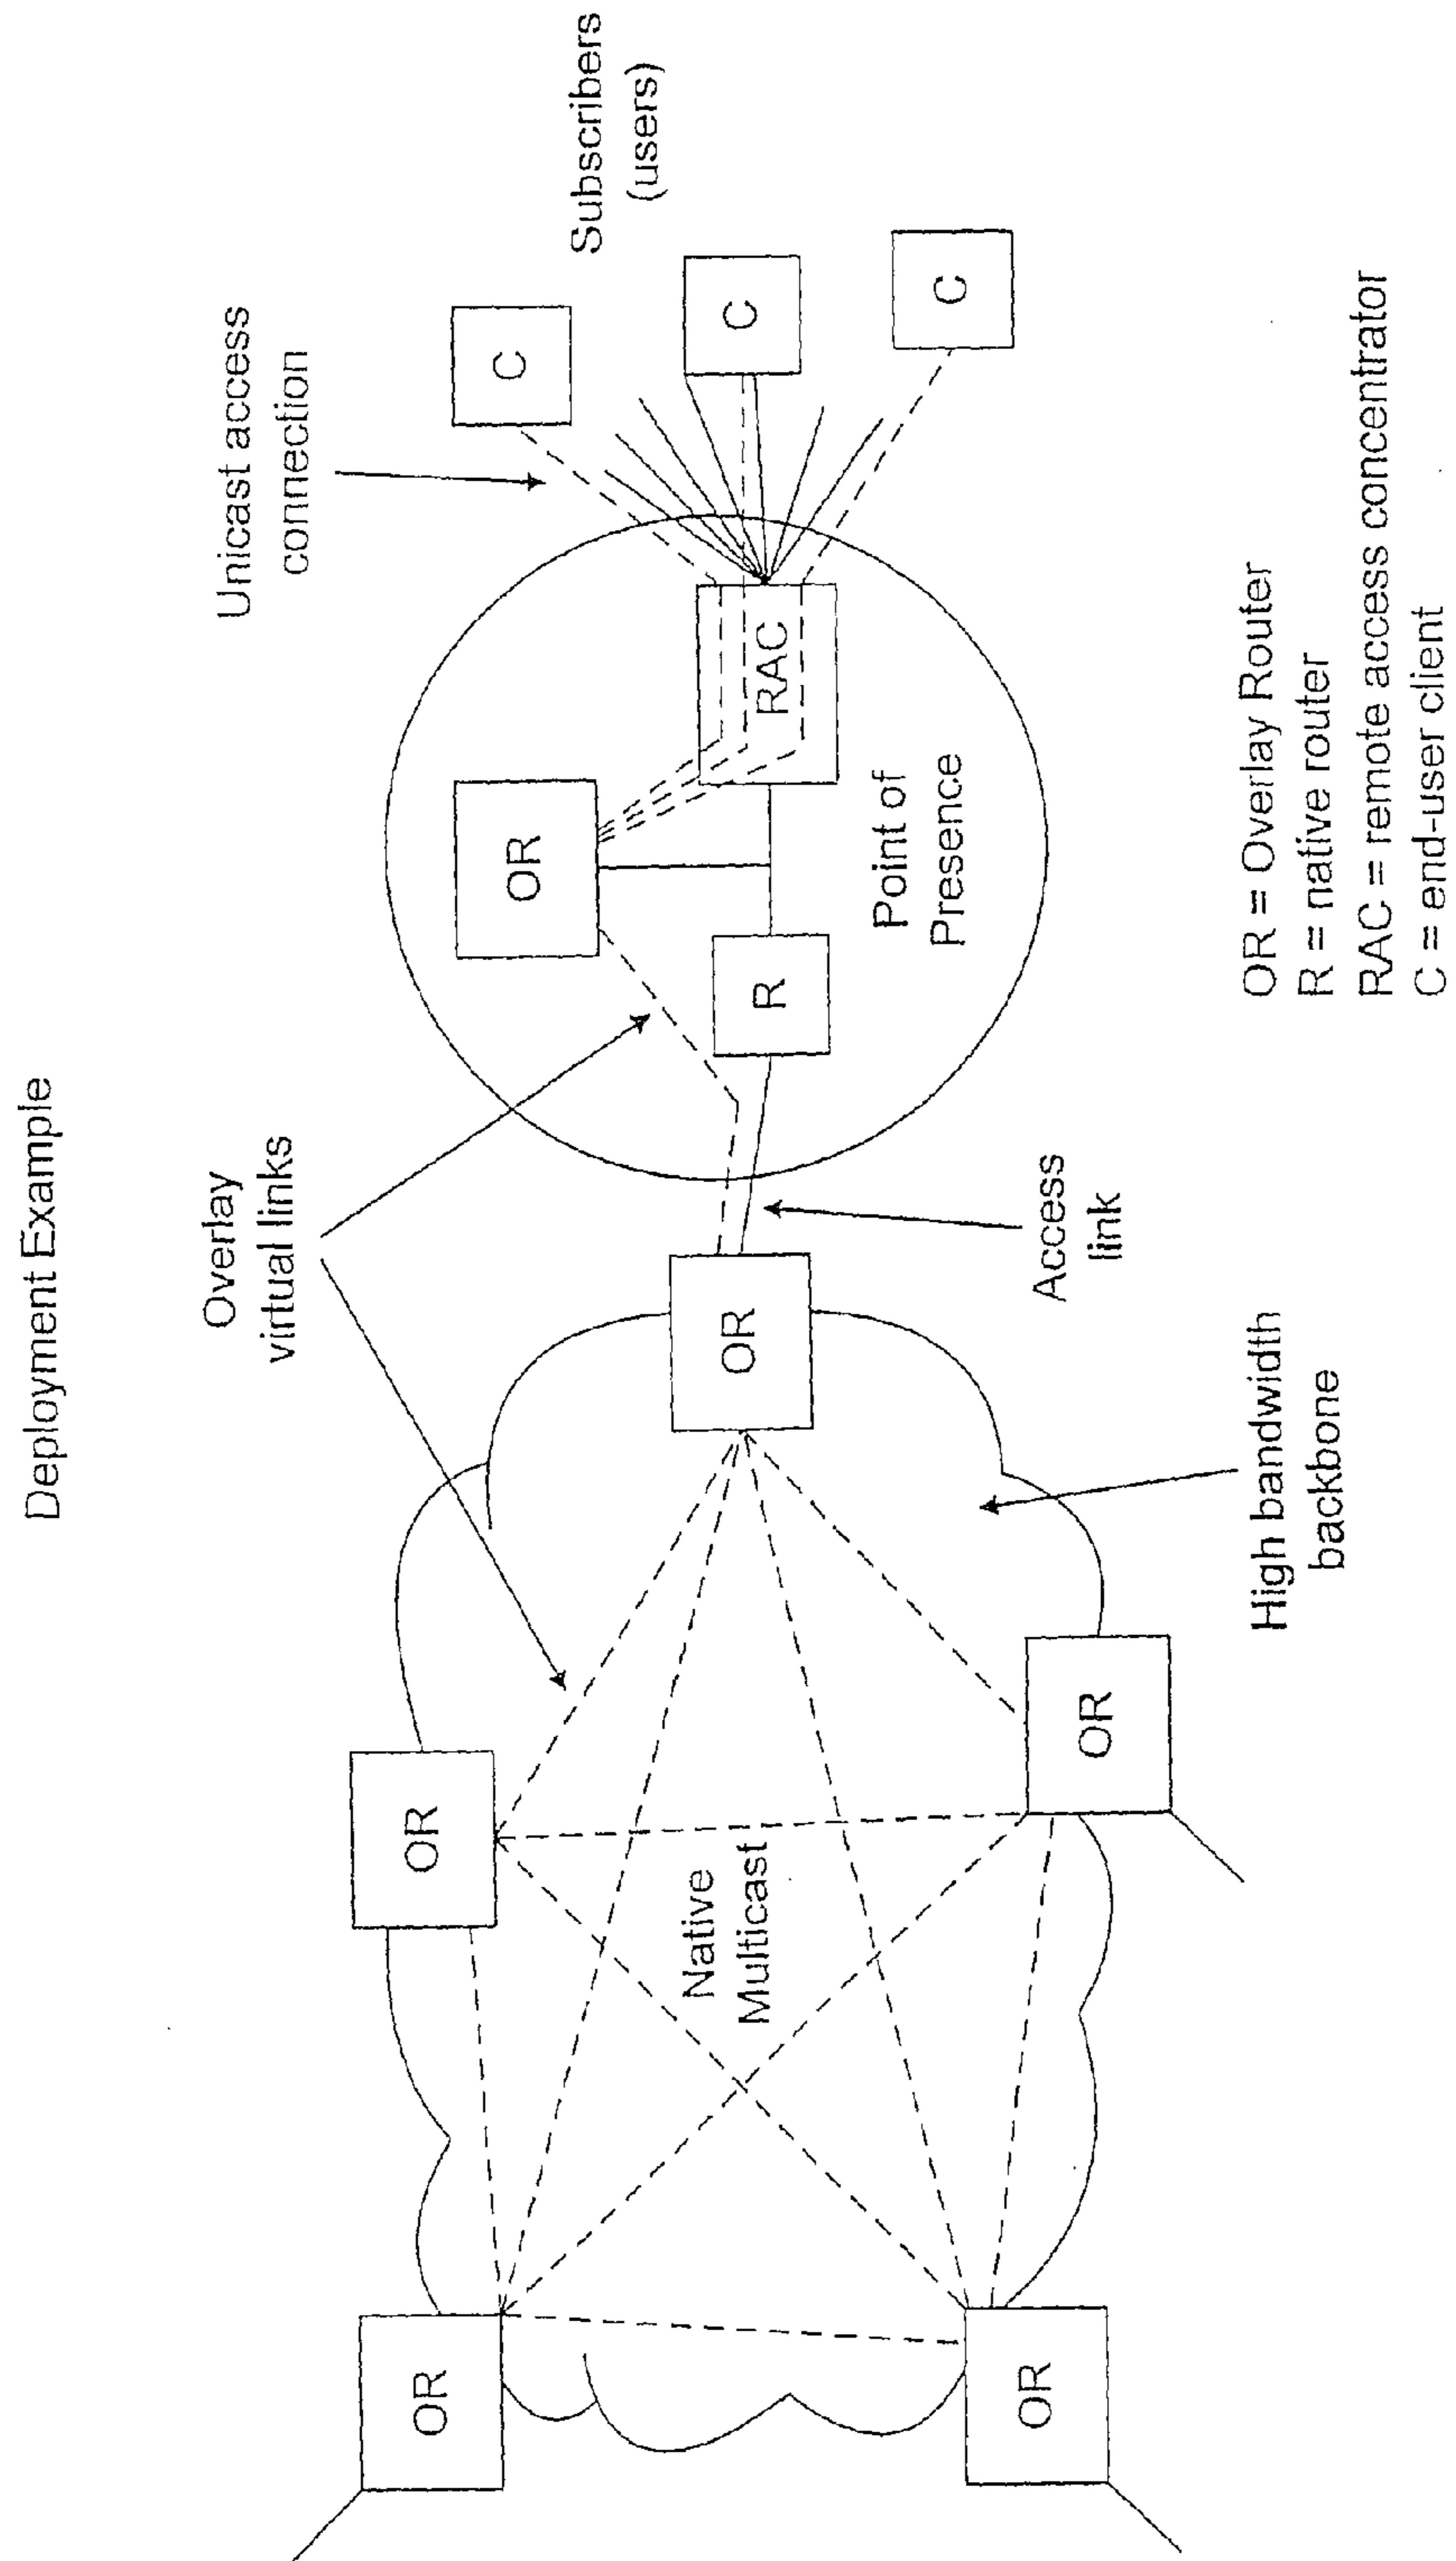 Deployment Example
Overlay
virtual links
Unicast access
connection
Subscribers
(users)
OR
OR
OR
C
C
C
Native
Multicast
OR
R
RAC
Point of
Presence
OR
OR
Access
link
High bandwidth
backbone
OR = Overlay Router
R = native router
RAC = remote access concentrator
C = end-user client